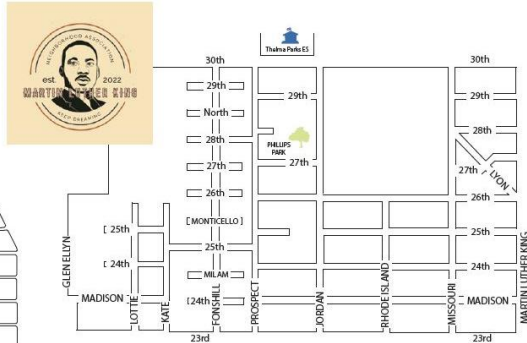 NEIGHBORHOOD ASSOCIATION
est. 2022
MARTIN LUTHER KING
KEEP DREAMING
Thelma Parks ES
30th
30th
29th
29th
29th
North
28th
28th
PHILLIPS
PARK
27th
27th
27th
LYON
26th
26th
[ MONTICELLO ]
[ 25th
25th
25th
[ 24th
24th
MILAM
[24th
GLEN ELLYN
MADISON
LOTTIE
KATE
FONSHILL
PROSPECT
JORDAN
RHODE ISLAND
MISSOURI
MADISON
MARTIN LUTHER KING
23rd
23rd